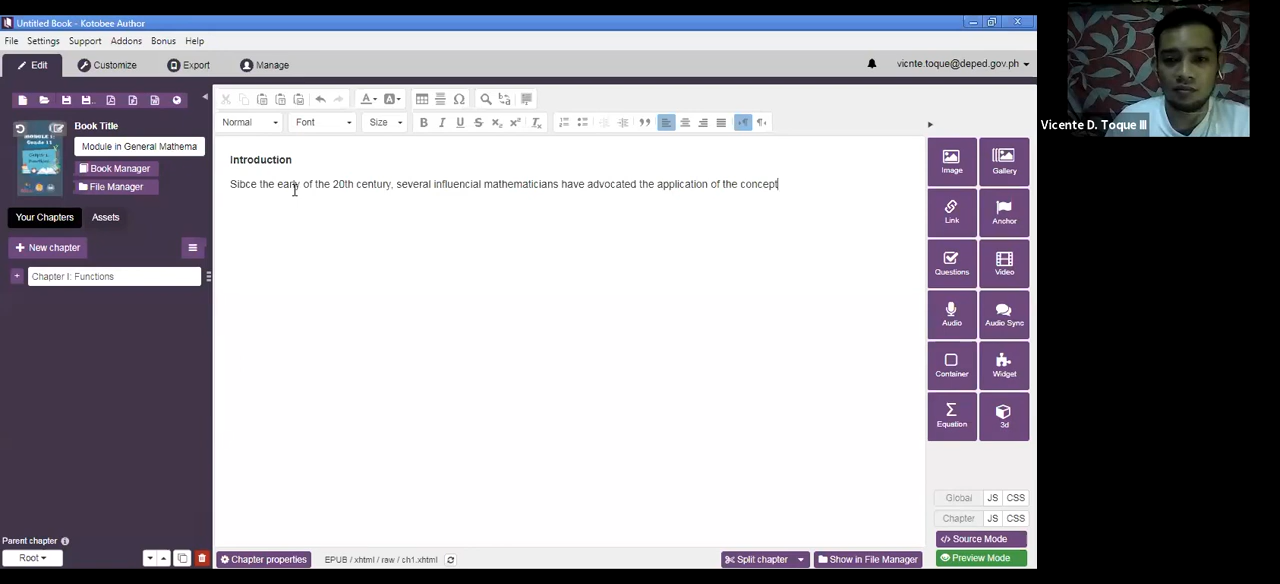 Untitled Book - Kotobee Author
File Settings Support Addons Bonus Help
Edit Customize Export Manage vicnte.toque@deped.gov.ph
Book Title
Module in General Mathema
Book Manager
File Manager
Your Chapters Assets
New chapter
Chapter I: Functions
Parent chapter
Root
Normal Font Size
Introduction
Sibce the early of the 20th century, several influencial mathematicians have advocated the application of the concept
Image Gallery
Link Anchor
Questions Video
Audio Audio Sync
Container Widget
Equation 3d
Global JS CSS
Chapter JS CSS
</> Source Mode
Preview Mode
Chapter properties EPUB / xhtml / raw / ch1.xhtml Split chapter Show in File Manager
Vicente D. Toque III